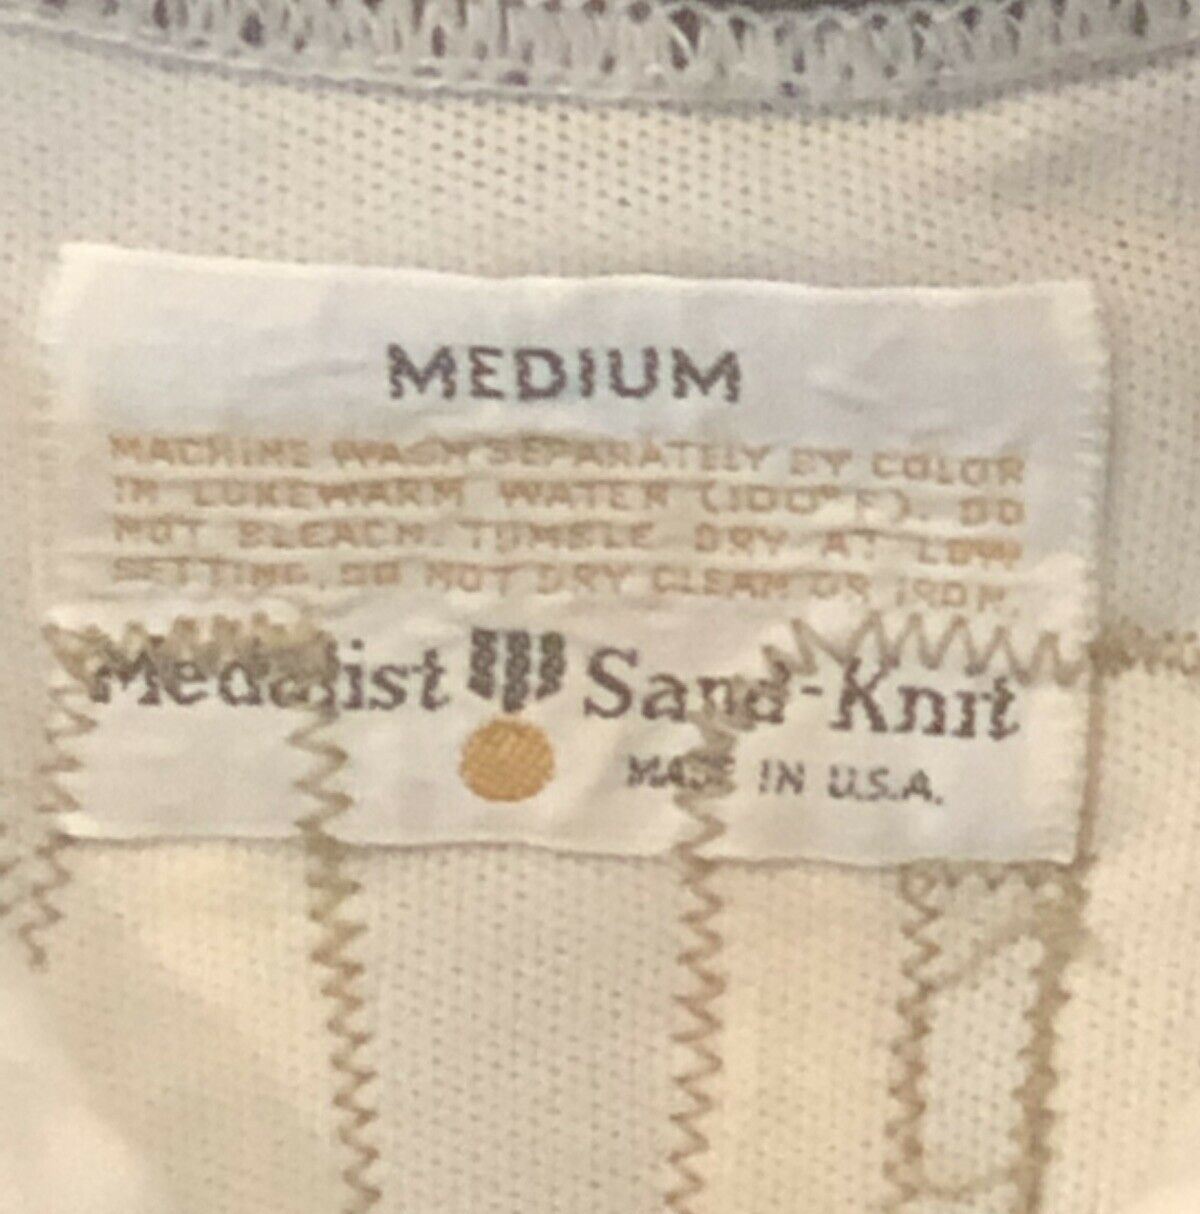 MEDIUM
MACHINE WASH SEPARATELY BY COLOR
IN LUKEWARM WATER (100° F). DO
NOT BLEACH. TUMBLE DRY AT LOW
SETTING. DO NOT DRY CLEAN OR IRON.
Medalist Sand-Knit
MADE IN U.S.A.